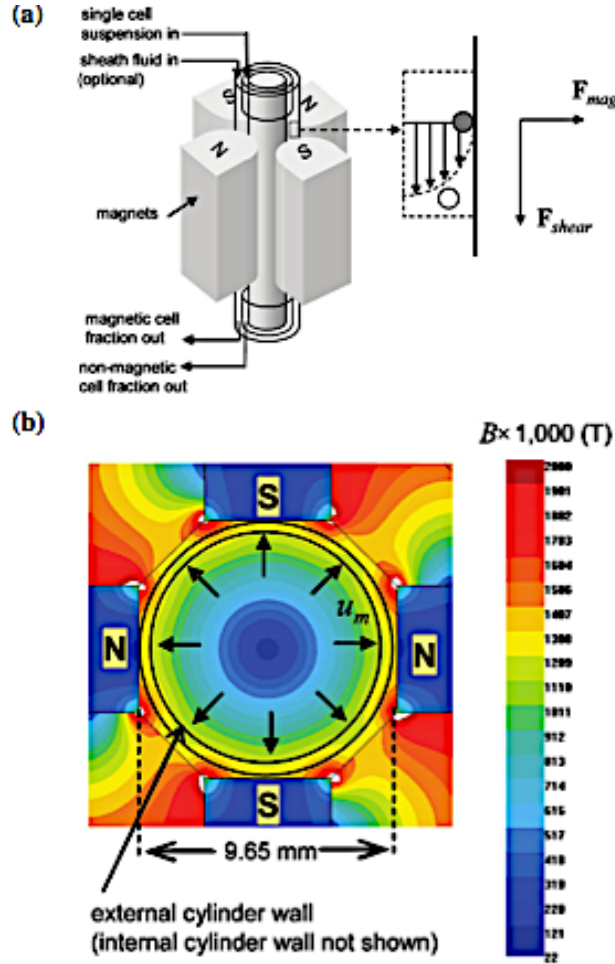 (a)
single cell
suspension in
sheath fluid in
(optional)
S
N
N
S
magnets
F mag
F shear
magnetic cell
fraction out
non-magnetic
cell fraction out
(b)
B× 1,000 (T)
S
N
u m
N
S
9.65 mm
external cylinder wall
(internal cylinder wall not shown)
2000
1901
1802
1703
1604
1506
1407
1308
1209
1110
1011
912
813
714
615
517
418
319
220
121
22